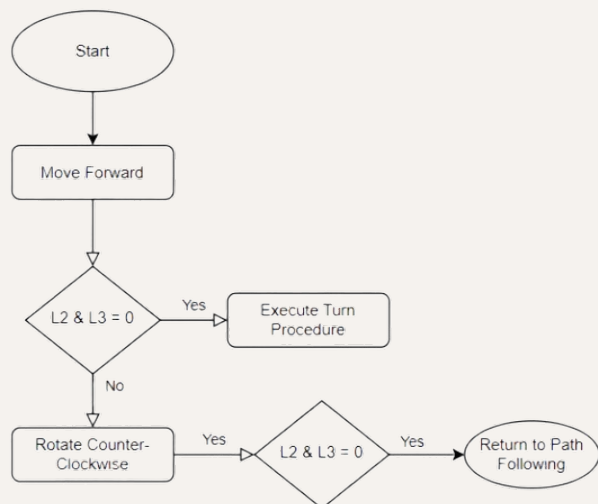 Start
Move Forward
L2 & L3 = 0
Yes
Execute Turn
Procedure
No
Rotate Counter-
Clockwise
Yes
L2 & L3 = 0
Yes
Return to Path
Following